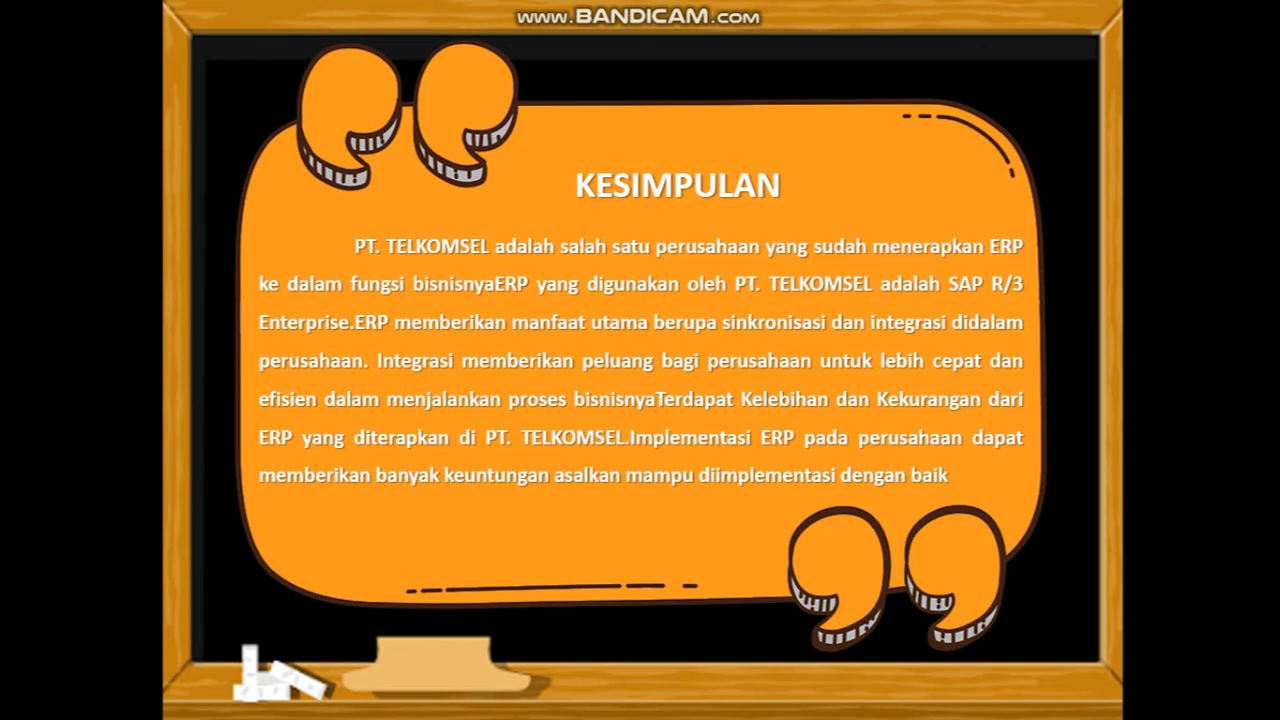 www.BANDICAM.com
KESIMPULAN
PT. TELKOMSEL adalah salah satu perusahaan yang sudah menerapkan ERP
ke dalam fungsi bisnisnyaERP yang digunakan oleh PT. TELKOMSEL adalah SAP R/3
Enterprise.ERP memberikan manfaat utama berupa sinkronisasi dan integrasi didalam
perusahaan. Integrasi memberikan peluang bagi perusahaan untuk lebih cepat dan
efisien dalam menjalankan proses bisnisnyaTerdapat Kelebihan dan Kekurangan dari
ERP yang diterapkan di PT. TELKOMSEL.Implementasi ERP pada perusahaan dapat
memberikan banyak keuntungan asalkan mampu diimplementasi dengan baik